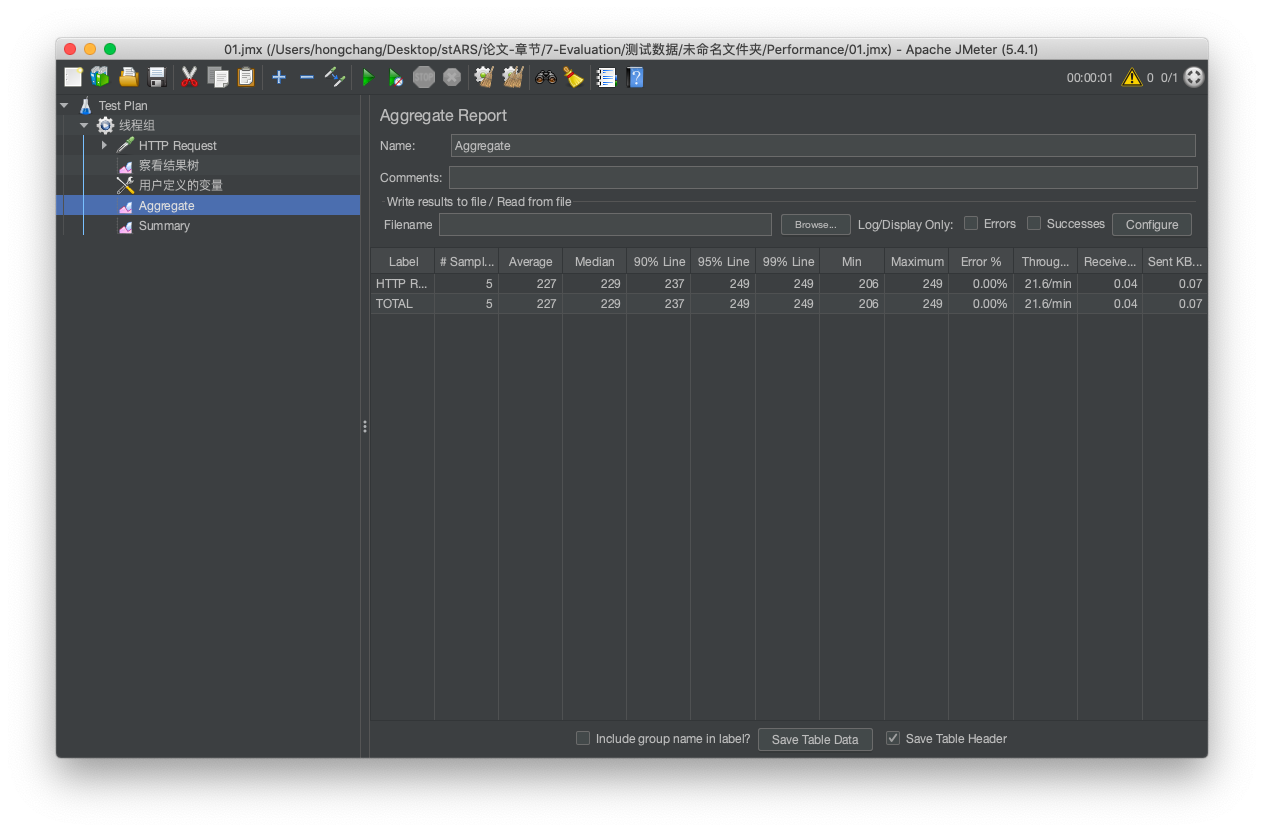 01.jmx (/Users/hongchang/Desktop/stARS/论文-章节/7-Evaluation/测试数据/未命名文件夹/Performance/01.jmx) - Apache JMeter (5.4.1)
STOP 00:00:01 0 0/1
Test Plan
线程组
HTTP Request
察看结果树
用户定义的变量
Aggregate
Summary
Aggregate Report
Name: Aggregate
Comments:
Write results to file / Read from file
Filename Browse... Log/Display Only: Errors Successes Configure
Label # Sampl... Average Median 90% Line 95% Line 99% Line Min Maximum Error % Throug... Receive... Sent KB...
HTTP R... 5 227 229 237 249 249 206 249 0.00% 21.6/min 0.04 0.07
TOTAL 5 227 229 237 249 249 206 249 0.00% 21.6/min 0.04 0.07
Include group name in label? Save Table Data Save Table Header